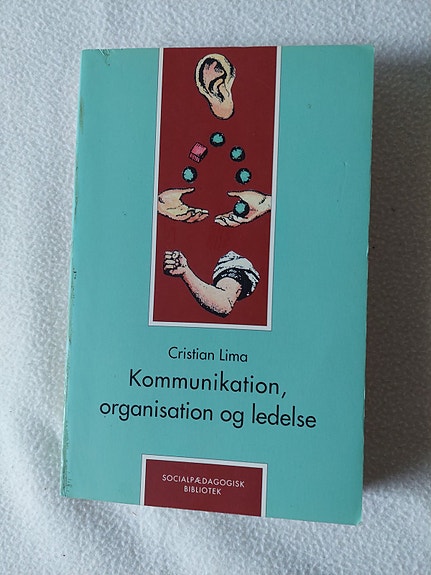 Cristian Lima
Kommunikation,
organisation og ledelse
SOCIALPÆDAGOGISK
BIBLIOTEK